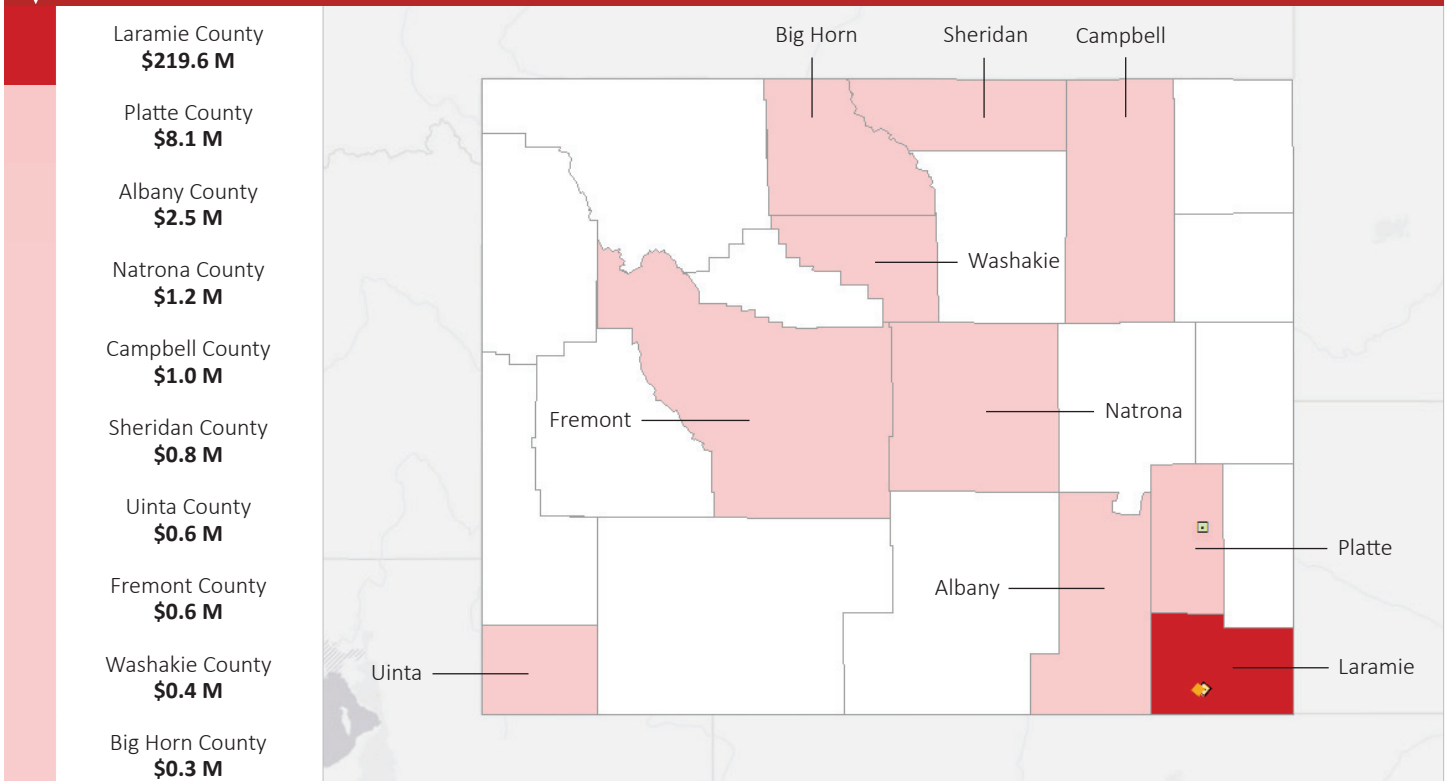 Laramie County
$219.6 M
Platte County
$8.1 M
Albany County
$2.5 M
Natrona County
$1.2 M
Campbell County
$1.0 M
Sheridan County
$0.8 M
Uinta County
$0.6 M
Fremont County
$0.6 M
Washakie County
$0.4 M
Big Horn County
$0.3 M
Big Horn
Sheridan
Campbell
Washakie
Fremont
Natrona
Platte
Albany
Laramie
Uinta